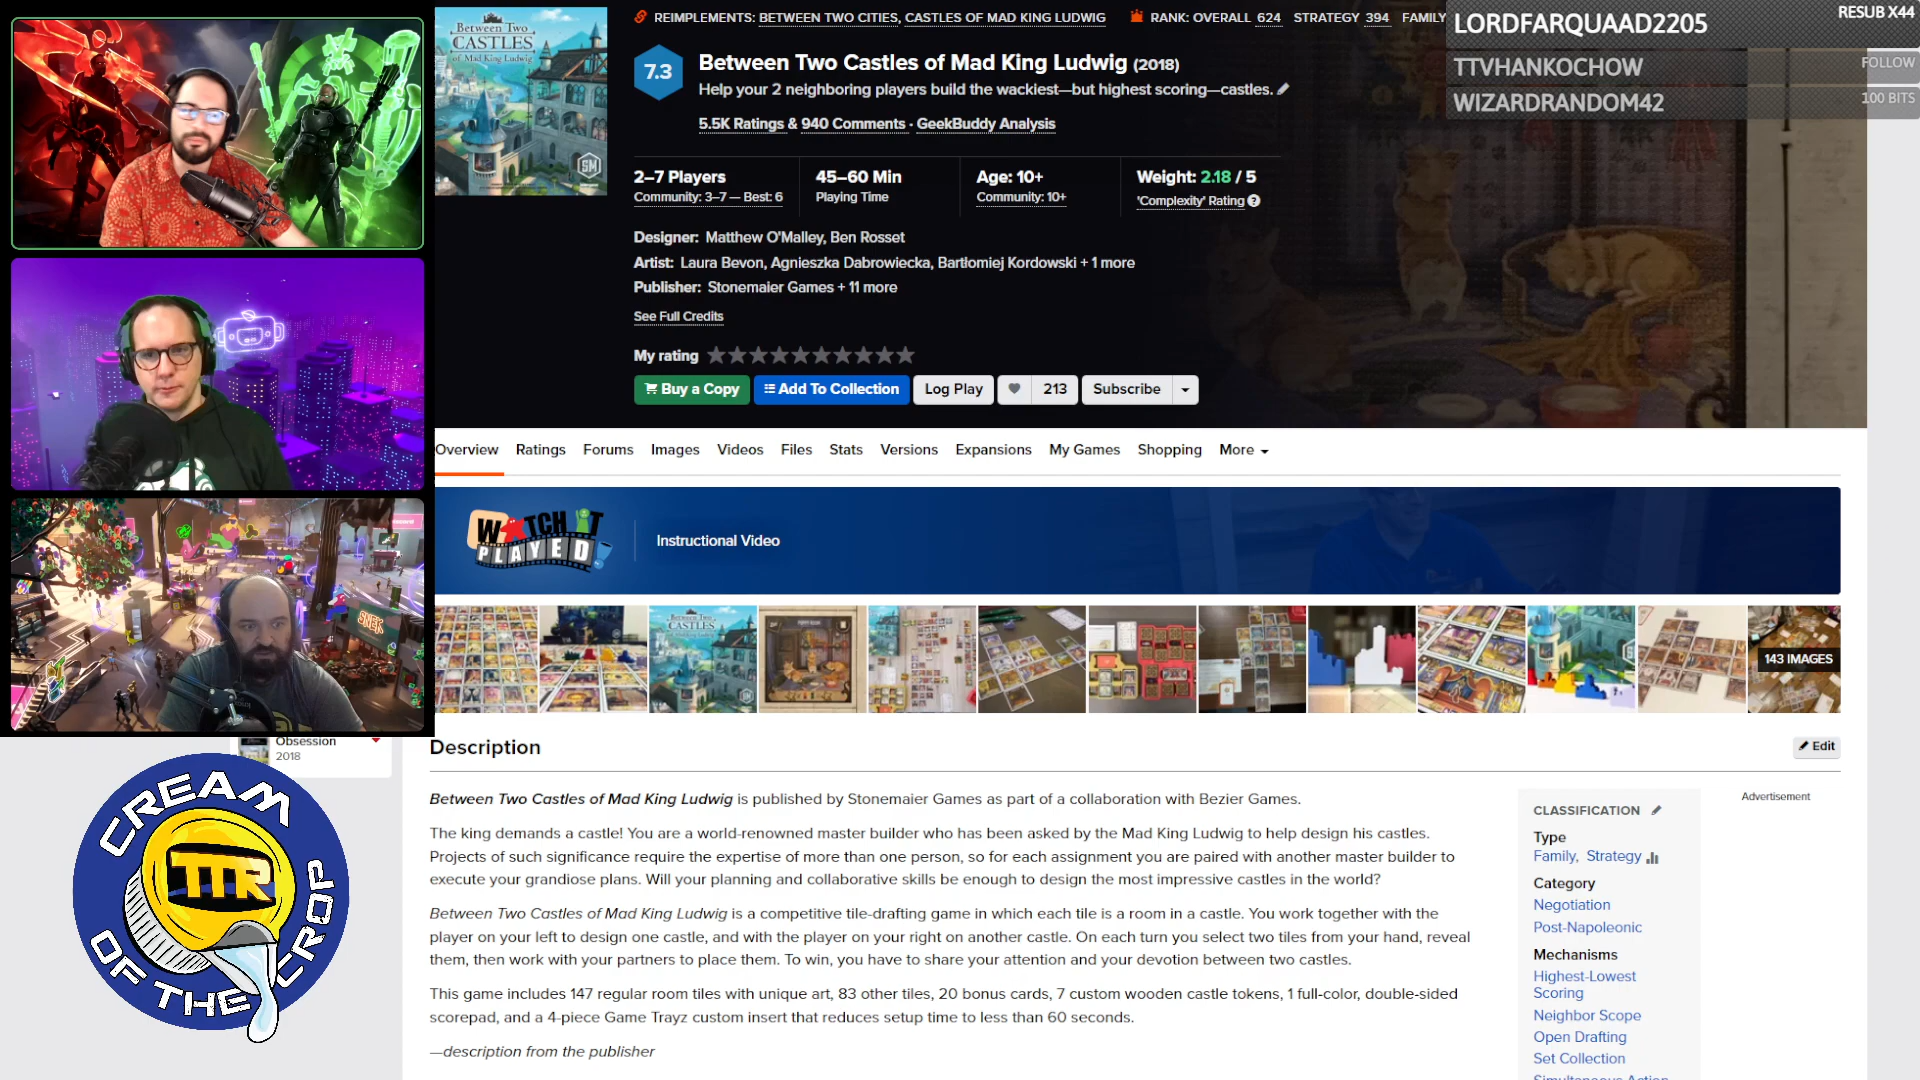 REIMPLEMENTS: BETWEEN TWO CITIES, CASTLES OF MAD KING LUDWIG
RANK: OVERALL 624 STRATEGY 394 FAMILY
RESUB X44
LORDFARQUAAD2205
TTVHANKOCHOW
FOLLOW
WIZARDRANDOM42
100 BITS
Between Two
CASTLES
of Mad King Ludwig
SM
7.3
Between Two Castles of Mad King Ludwig (2018)
Help your 2 neighboring players build the wackiest—but highest scoring—castles.
5.5K Ratings & 940 Comments · GeekBuddy Analysis
2–7 Players
Community: 3–7 — Best: 6
45–60 Min
Playing Time
Age: 10+
Community: 10+
Weight: 2.18 / 5
'Complexity' Rating
Designer: Matthew O'Malley, Ben Rosset
Artist: Laura Bevon, Agnieszka Dabrowiecka, Bartłomiej Kordowski + 1 more
Publisher: Stonemaier Games + 11 more
See Full Credits
My rating
Buy a Copy
Add To Collection
Log Play
213
Subscribe
Overview Ratings Forums Images Videos Files Stats Versions Expansions My Games Shopping More
WATCH IT
PLAYED
Instructional Video
Between Two
CASTLES
143 IMAGES
SNEK
Obsession
2018
CREAM
OF THE CROP
TTR
Description
Edit
Between Two Castles of Mad King Ludwig is published by Stonemaier Games as part of a collaboration with Bezier Games.
The king demands a castle! You are a world-renowned master builder who has been asked by the Mad King Ludwig to help design his castles.
Projects of such significance require the expertise of more than one person, so for each assignment you are paired with another master builder to
execute your grandiose plans. Will your planning and collaborative skills be enough to design the most impressive castles in the world?
Between Two Castles of Mad King Ludwig is a competitive tile-drafting game in which each tile is a room in a castle. You work together with the
player on your left to design one castle, and with the player on your right on another castle. On each turn you select two tiles from your hand, reveal
them, then work with your partners to place them. To win, you have to share your attention and your devotion between two castles.
This game includes 147 regular room tiles with unique art, 83 other tiles, 20 bonus cards, 7 custom wooden castle tokens, 1 full-color, double-sided
scorepad, and a 4-piece Game Trayz custom insert that reduces setup time to less than 60 seconds.
—description from the publisher
CLASSIFICATION
Type
Family, Strategy
Category
Negotiation
Post-Napoleonic
Mechanisms
Highest-Lowest
Scoring
Neighbor Scope
Open Drafting
Set Collection
Simultaneous Action
Advertisement